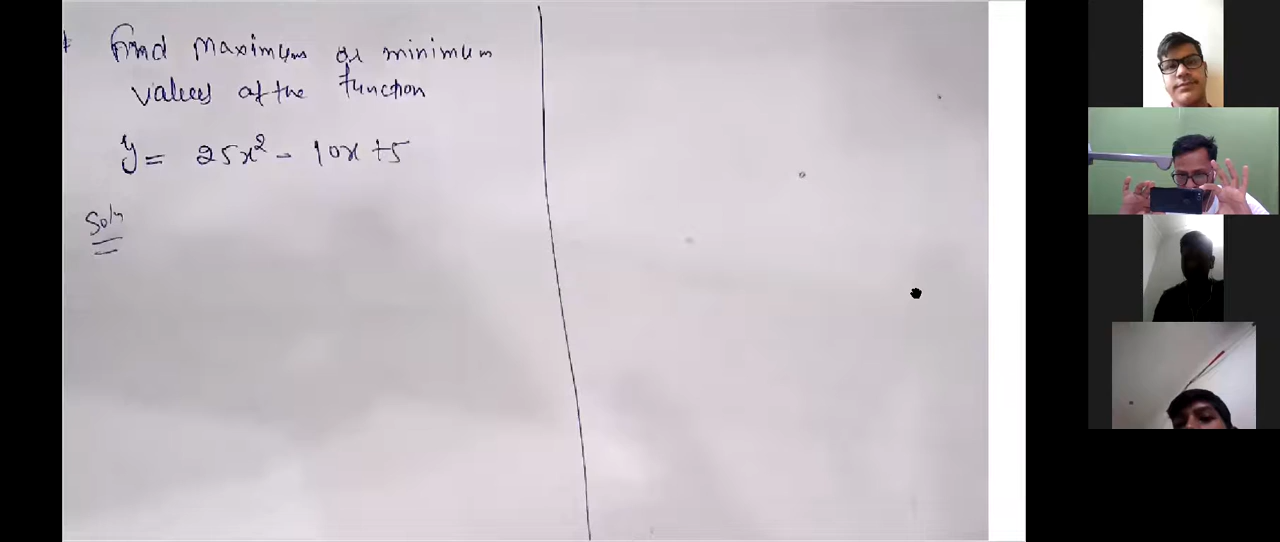 * Find Maximum or minimum
values of the function
y = 25x² - 10x + 5
Soln